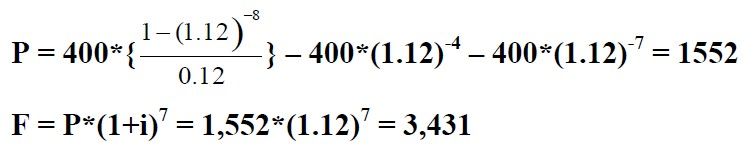 P = 400*{\frac{1-(1.12)^{-8}}{0.12}} – 400*(1.12)^{-4} – 400*(1.12)^{-7} = 1552
F = P*(1+i)^{7} = 1,552*(1.12)^{7} = 3,431